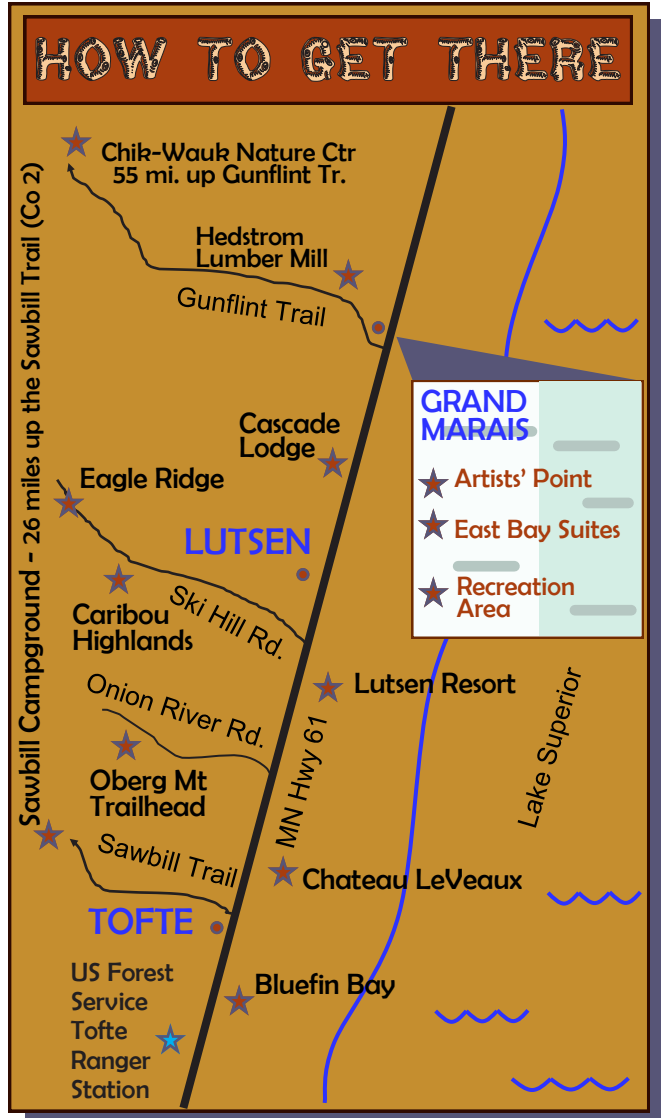 HOW TO GET THERE
Chik-Wauk Nature Ctr
55 mi. up Gunflint Tr.
Sawbill Campground - 26 miles up the Sawbill Trail (Co 2)
Hedstrom
Lumber Mill
Gunflint Trail
GRAND
MARAIS
Artists' Point
East Bay Suites
Recreation
Area
Cascade
Lodge
Eagle Ridge
LUTSEN
Ski Hill Rd.
Caribou
Highlands
Lutsen Resort
Onion River Rd.
MN Hwy 61
Lake Superior
Oberg Mt
Trailhead
Sawbill Trail
Chateau LeVeaux
TOFTE
US Forest
Service
Tofte
Ranger
Station
Bluefin Bay